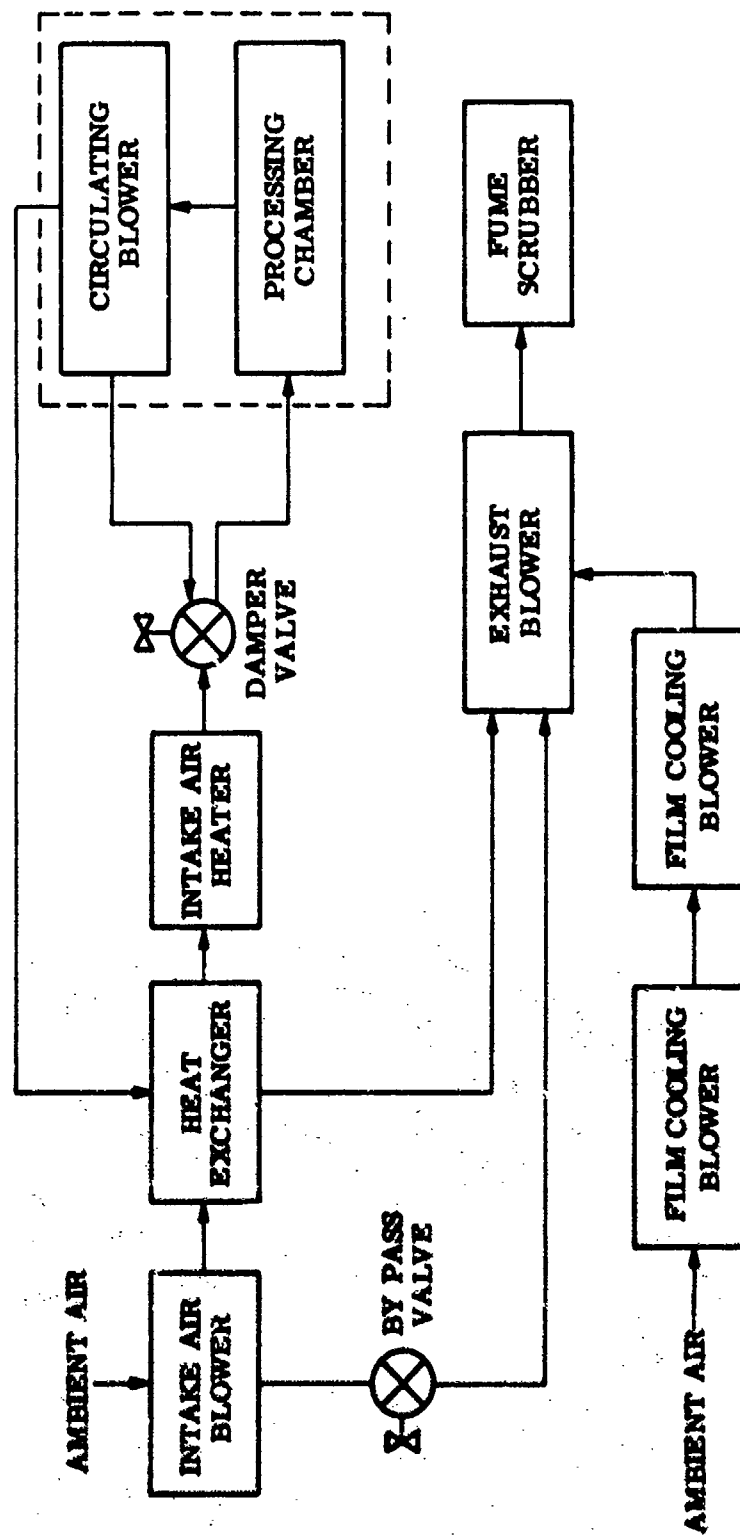 CIRCULATING
BLOWER
PROCESSING
CHAMBER
FUME
SCRUBBER
DAMPER
VALVE
EXHAUST
BLOWER
INTAKE AIR
HEATER
FILM COOLING
BLOWER
HEAT
EXCHANGER
FILM COOLING
BLOWER
AMBIENT AIR
INTAKE AIR
BLOWER
BY PASS
VALVE
AMBIENT AIR